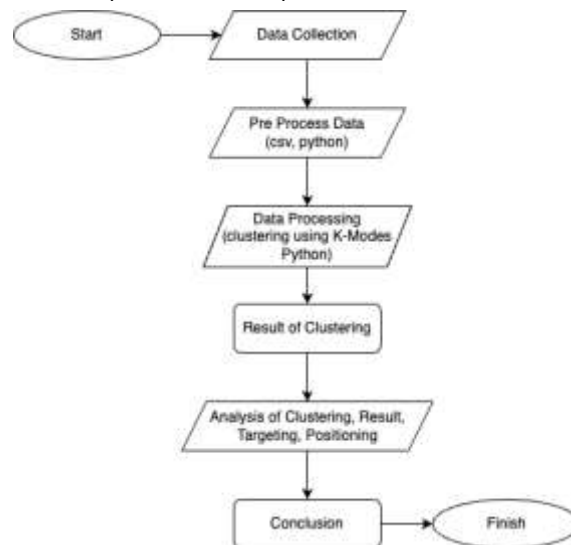 Start
Data Collection
Pre Process Data
(csv, python)
Data Processing
(clustering using K-Modes
Python)
Result of Clustering
Analysis of Clustering, Result,
Targeting, Positioning
Conclusion
Finish